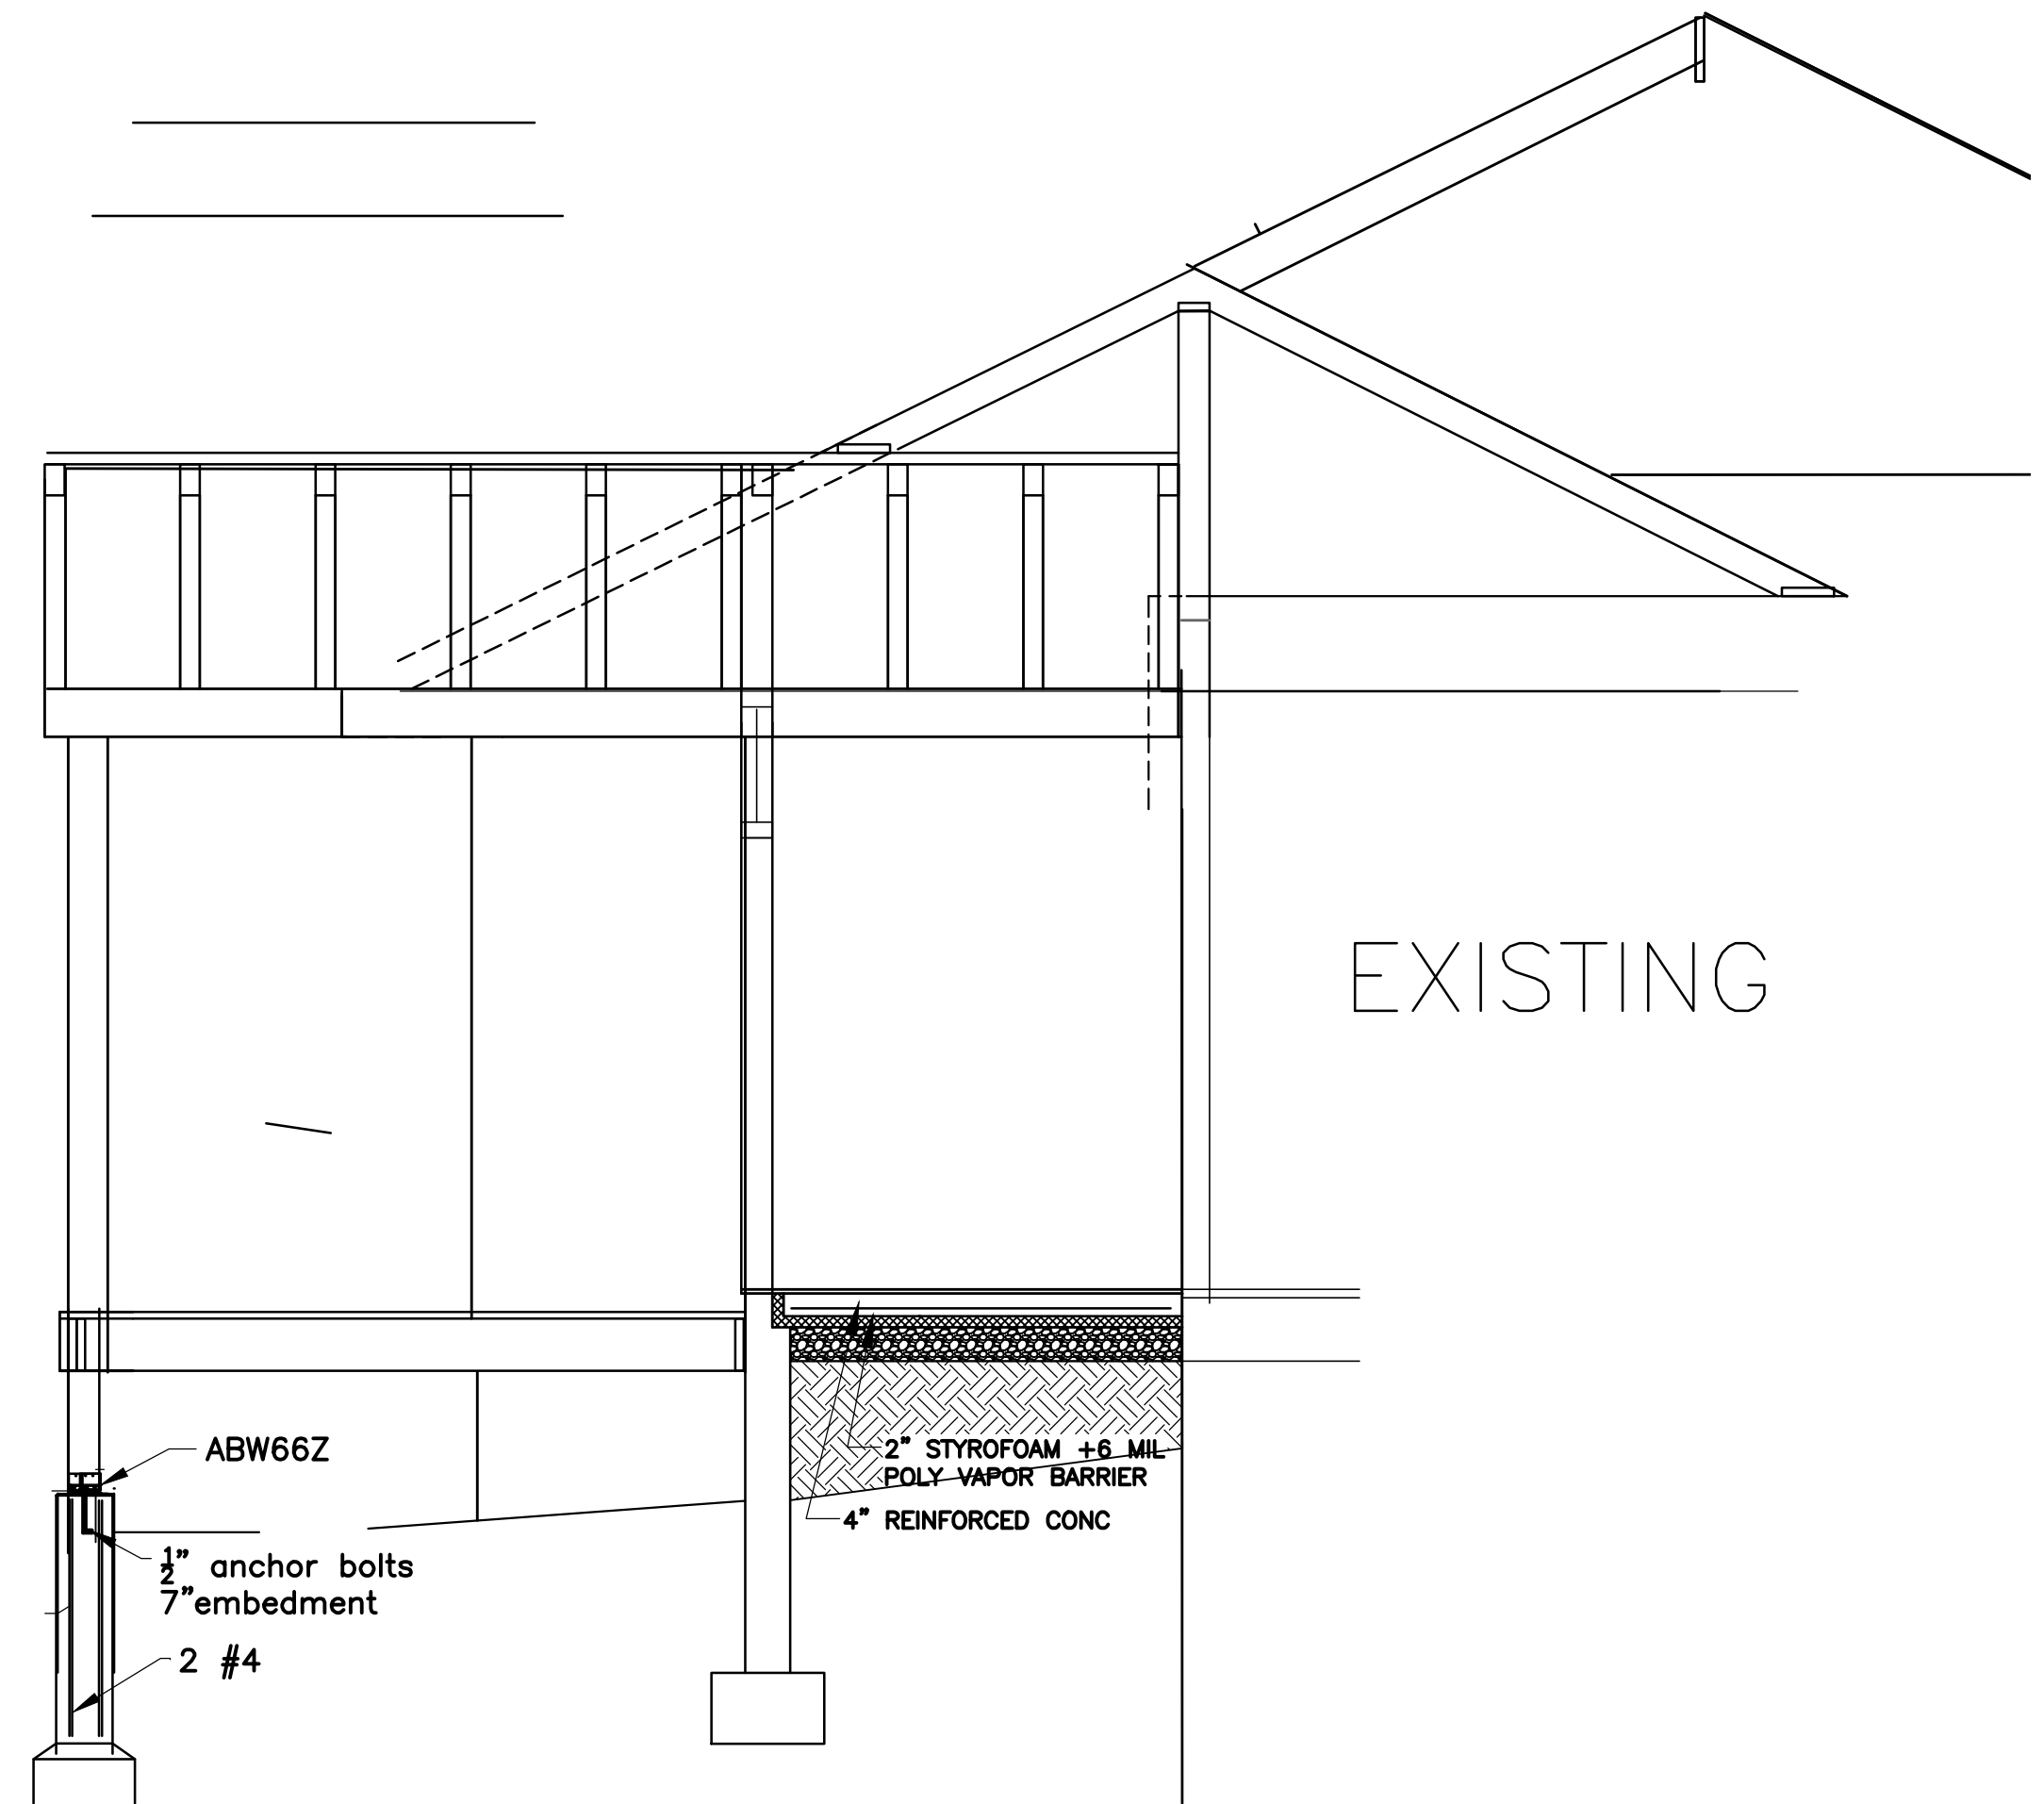 EXISTING
ABW66Z
2" STYROFOAM +6 MIL
POLY VAPOR BARRIER
4" REINFORCED CONC
½" anchor bolts
7"embedment
2 #4